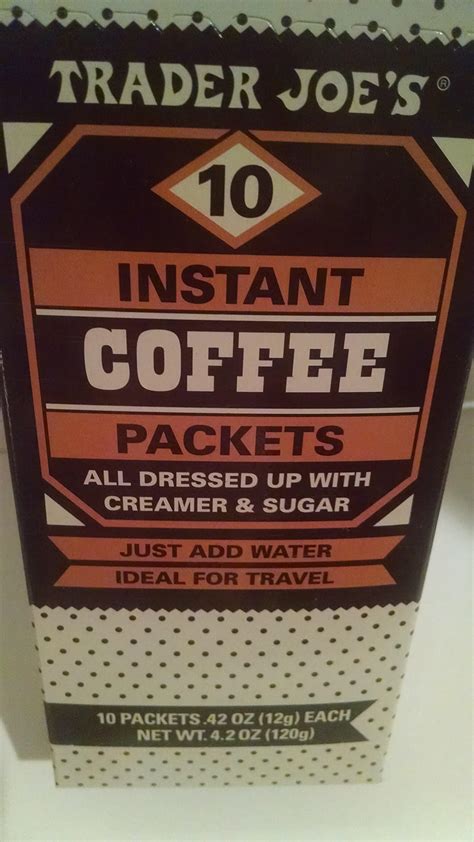 TRADER JOE'S®
10
INSTANT
COFFEE
PACKETS
ALL DRESSED UP WITH
CREAMER & SUGAR
JUST ADD WATER
IDEAL FOR TRAVEL
10 PACKETS .42 OZ (12g) EACH
NET WT. 4.2 OZ (120g)